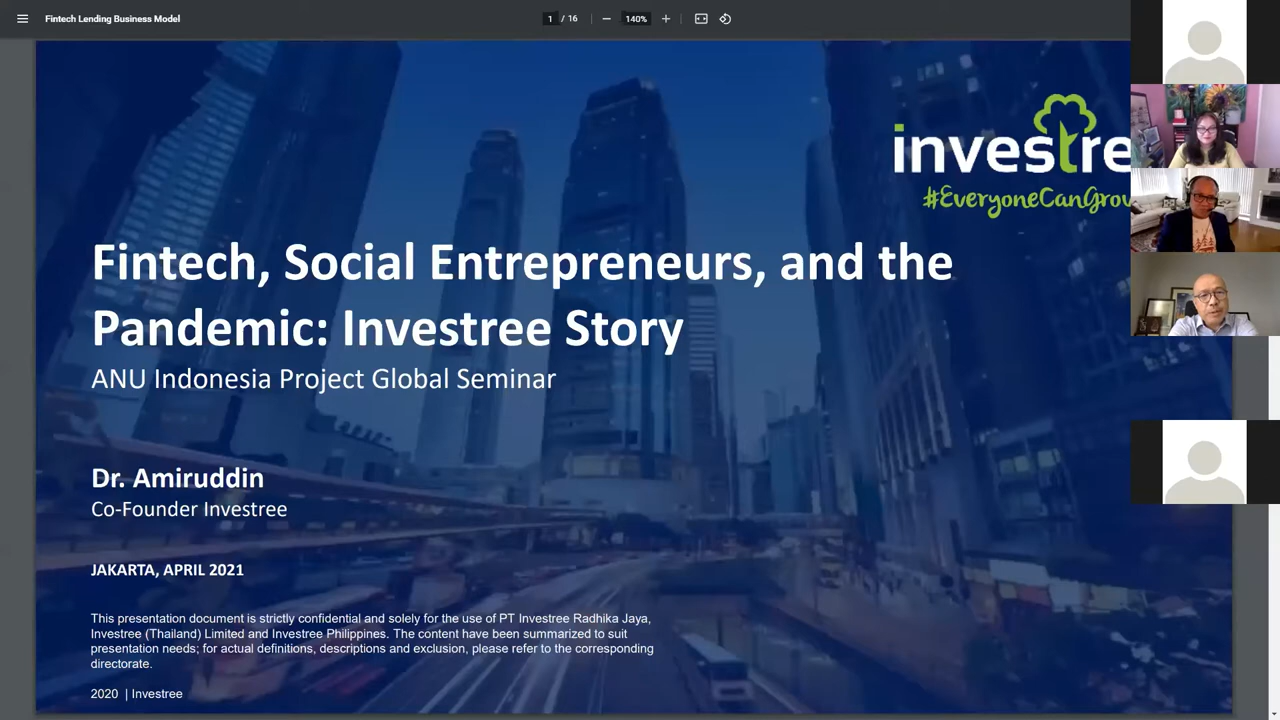 Fintech Lending Business Model
1 / 16
140%
investre
#EveryoneCanGrow
Fintech, Social Entrepreneurs, and the
Pandemic: Investree Story
ANU Indonesia Project Global Seminar
Dr. Amiruddin
Co-Founder Investree
JAKARTA, APRIL 2021
This presentation document is strictly confidential and solely for the use of PT Investree Radhika Jaya,
Investree (Thailand) Limited and Investree Philippines. The content have been summarized to suit
presentation needs; for actual definitions, descriptions and exclusion, please refer to the corresponding
directorate.
2020 | Investree